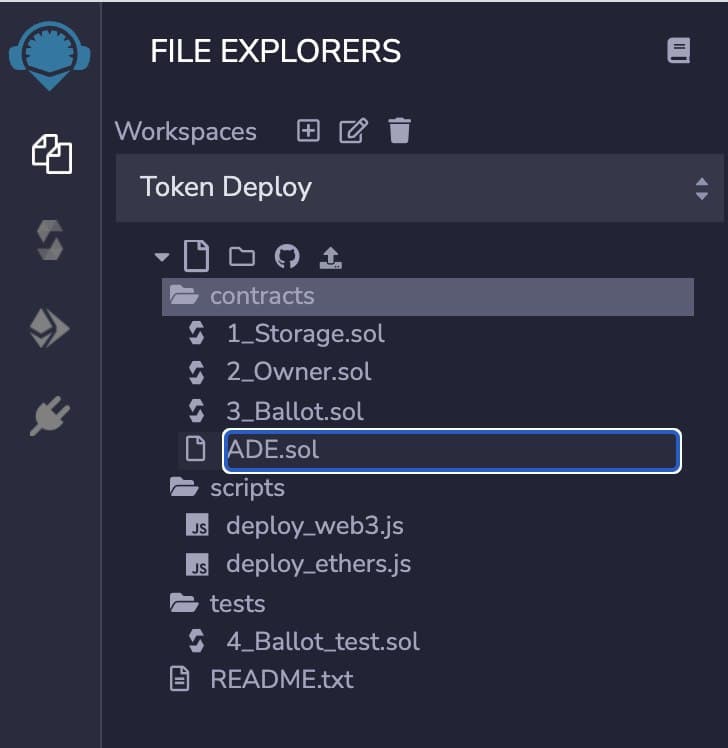 FILE EXPLORERS
Workspaces
Token Deploy
contracts
1_Storage.sol
2_Owner.sol
3_Ballot.sol
ADE.sol
scripts
JS deploy_web3.js
JS deploy_ethers.js
tests
4_Ballot_test.sol
README.txt